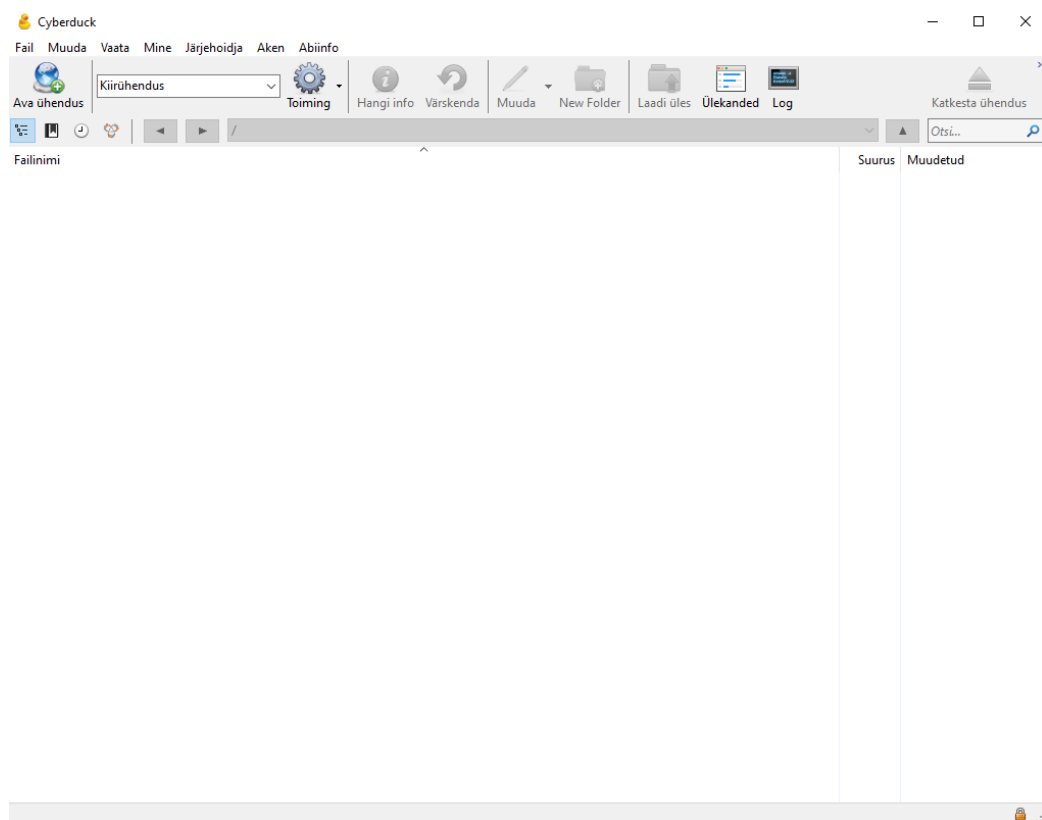 Cyberduck
Fail Muuda Vaata Mine Järjehoidja Aken Abiinfo
Ava ühendus Kiirühendus Toiming Hangi info Värskenda Muuda New Folder Laadi üles Ülekanded Log Katkesta ühendus
/ Otsi...
Failinimi Suurus Muudetud